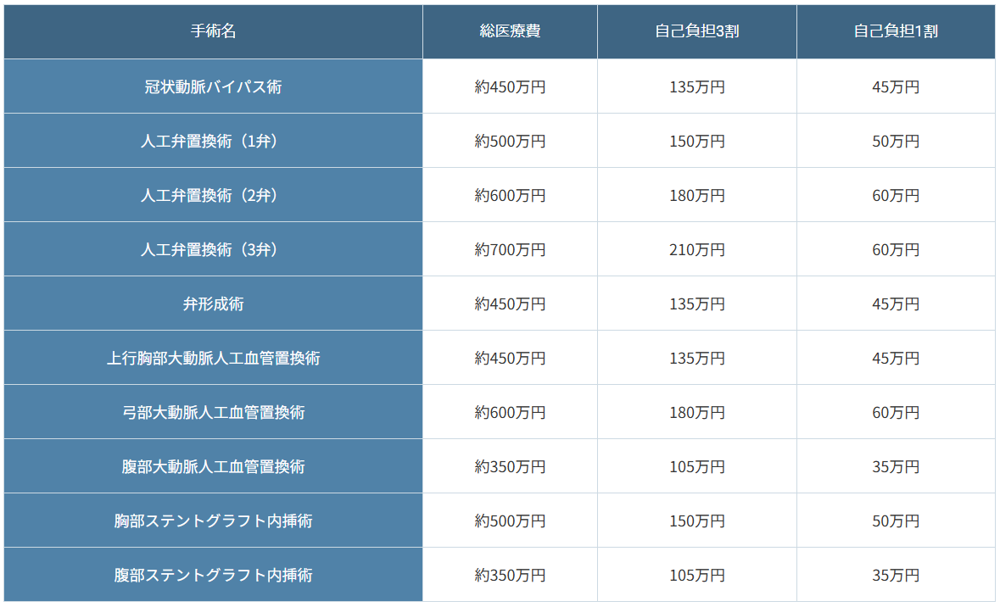 手術名 総医療費 自己負担3割 自己負担1割
冠状動脈バイパス術 約450万円 135万円 45万円
人工弁置換術（1弁） 約500万円 150万円 50万円
人工弁置換術（2弁） 約600万円 180万円 60万円
人工弁置換術（3弁） 約700万円 210万円 60万円
弁形成術 約450万円 135万円 45万円
上行胸部大動脈人工血管置換術 約450万円 135万円 45万円
弓部大動脈人工血管置換術 約600万円 180万円 60万円
腹部大動脈人工血管置換術 約350万円 105万円 35万円
胸部ステントグラフト内挿術 約500万円 150万円 50万円
腹部ステントグラフト内挿術 約350万円 105万円 35万円